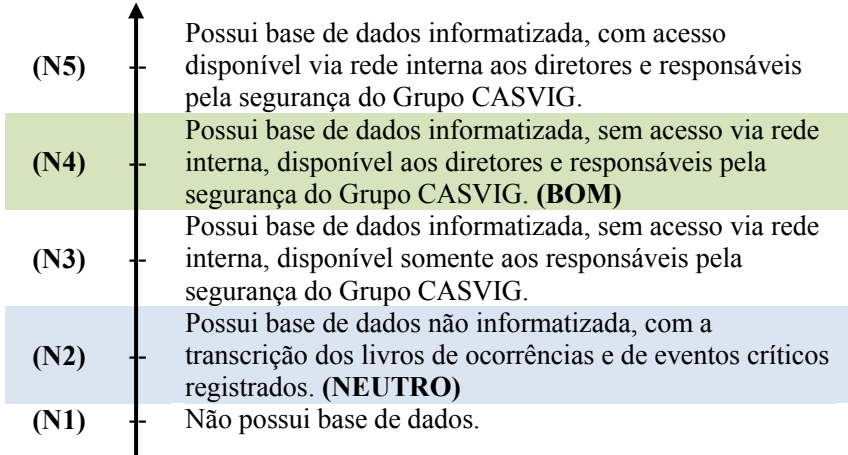 Possui base de dados informatizada, com acesso
(N5) – disponível via rede interna aos diretores e responsáveis
pela segurança do Grupo CASVIG.
Possui base de dados informatizada, sem acesso via rede
(N4) – interna, disponível aos diretores e responsáveis pela
segurança do Grupo CASVIG. (BOM)
Possui base de dados informatizada, sem acesso via rede
(N3) – interna, disponível somente aos responsáveis pela
segurança do Grupo CASVIG.
Possui base de dados não informatizada, com a
(N2) – transcrição dos livros de ocorrências e de eventos críticos
registrados. (NEUTRO)
(N1) – Não possui base de dados.